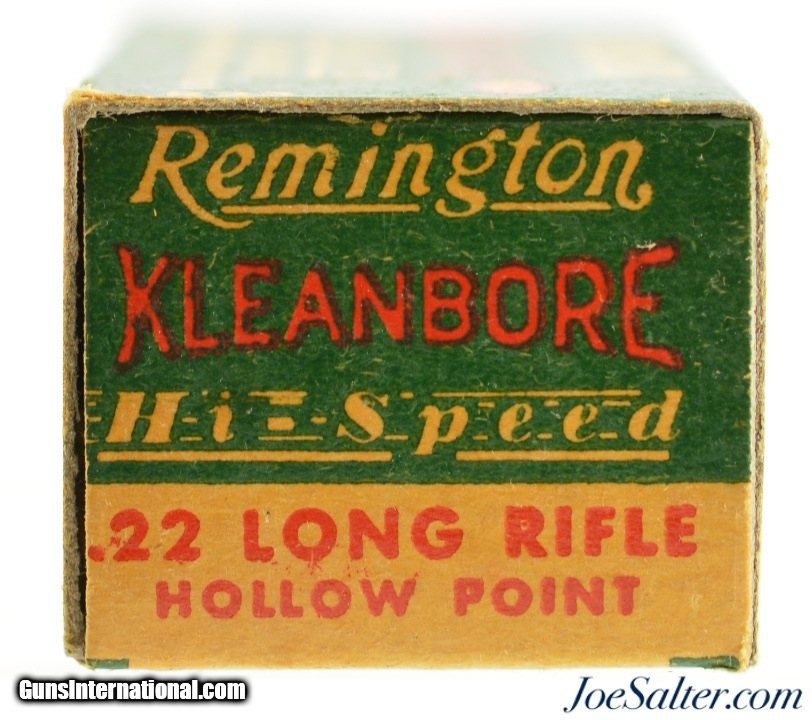 Remington
KLEANBORE
Hi-Speed
.22 LONG RIFLE
HOLLOW POINT
GunsInternational.com
JoeSalter.com